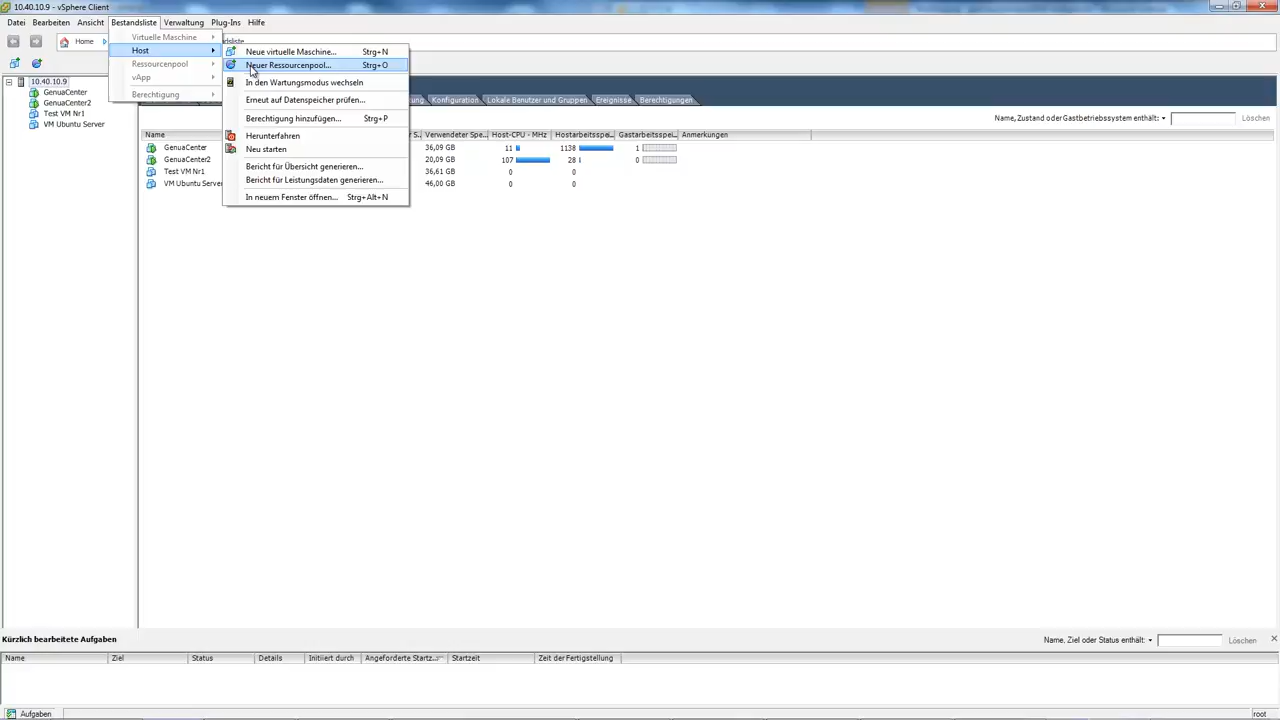 10.40.10.9 - vSphere Client
Datei Bearbeiten Ansicht Bestandsliste Verwaltung Plug-Ins Hilfe
Home
Virtuelle Maschine
Host
Ressourcenpool
vApp
Berechtigung
Neue virtuelle Maschine... Strg+N
Neuer Ressourcenpool... Strg+O
In den Wartungsmodus wechseln
Erneut auf Datenspeicher prüfen...
Berechtigung hinzufügen... Strg+P
Herunterfahren
Neu starten
Bericht für Übersicht generieren...
Bericht für Leistungsdaten generieren...
In neuem Fenster öffnen... Strg+Alt+N
10.40.10.9
GenuaCenter
GenuaCenter2
Test VM Nr1
VM Ubuntu Server
Konfiguration Lokale Benutzer und Gruppen Ereignisse Berechtigungen
Name, Zustand oder Gastbetriebssystem enthält: Löschen
Name Verwendeter Spe... Host-CPU - MHz Hostarbeitsspei... Gastarbeitsspei... Anmerkungen
GenuaCenter 36,09 GB 11 1138 1
GenuaCenter2 20,09 GB 107 28 0
Test VM Nr1 36,61 GB 0 0
VM Ubuntu Server 46,00 GB 0 0
Kürzlich bearbeitete Aufgaben
Name, Ziel oder Status enthält: Löschen
Name Ziel Status Details Initiiert durch Angeforderte Startz... Startzeit Zeit der Fertigstellung
Aufgaben root